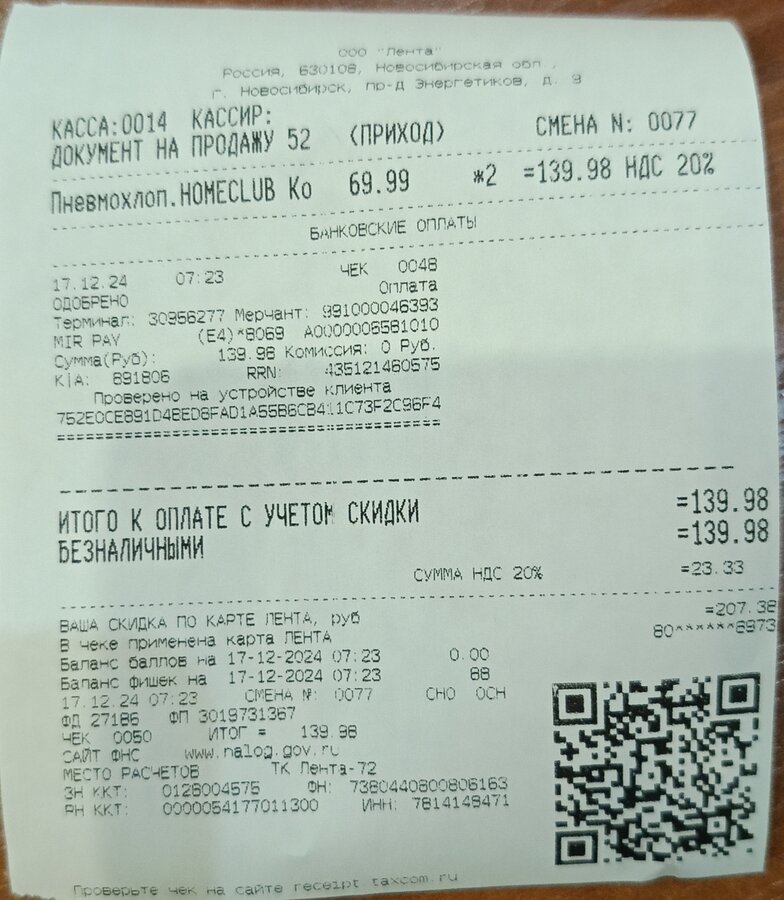 ООО "Лента"
Россия, 630108, Новосибирская обл.,
г. Новосибирск, пр-д Энергетиков, д. 9
КАССА:0014 КАССИР:
ДОКУМЕНТ НА ПРОДАЖУ 52 (ПРИХОД) СМЕНА N: 0077
Пневмохлоп.HOMECLUB Ко 69.99 *2 =139.98 НДС 20%
БАНКОВСКИЕ ОПЛАТЫ
17.12.24 07:23 ЧЕК 0048
ОДОБРЕНО Оплата
Терминал: 30956277 Мерчант: 991000046393
MIR PAY (E4)*8069 A0000006581010
Сумма(Руб): 139.98 Комиссия: 0 Руб.
К|А: 891806 RRN: 435121460575
Проверено на устройстве клиента
752E0CE891D4BED8FAD1A55B6CB411C73F2C96F4
========================================
ИТОГО К ОПЛАТЕ С УЧЕТОМ СКИДКИ =139.98
БЕЗНАЛИЧНЫМИ =139.98
СУММА НДС 20% =23.33
ВАША СКИДКА ПО КАРТЕ ЛЕНТА, руб =207.38
В чеке применена карта ЛЕНТА 80******6973
Баланс баллов на 17-12-2024 07:23 0.00
Баланс фишек на 17-12-2024 07:23 88
17.12.24 07:23 СМЕНА №: 0077 СНО ОСН
ФД 27186 ФП 3019731367
ЧЕК 0050 ИТОГ = 139.98
САЙТ ФНС www.nalog.gov.ru
МЕСТО РАСЧЕТОВ ТК Лента-72
ЗН ККТ: 0128004575 ФН: 7380440800806163
РН ККТ: 0000054177011300 ИНН: 7814148471
Проверьте чек на сайте receipt.taxcom.ru